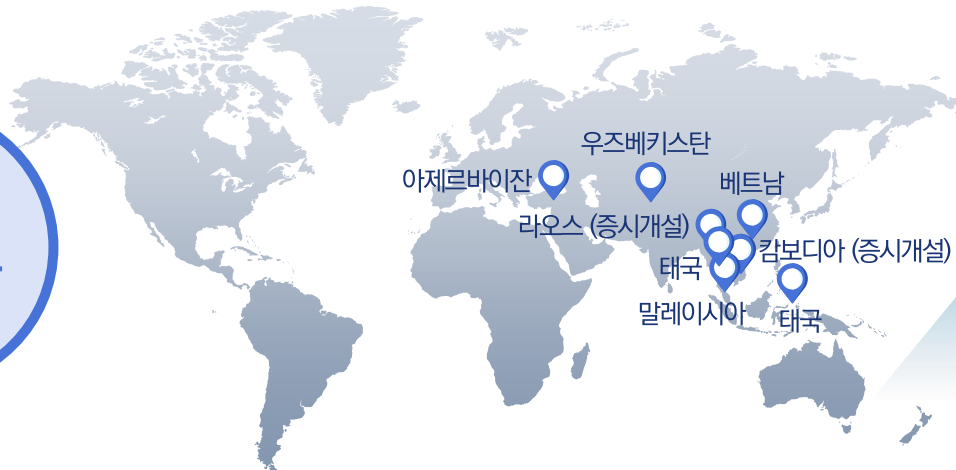 우즈베키스탄
아제르바이잔
베트남
라오스 (증시개설)
캄보디아 (증시개설)
태국
말레이시아
태국